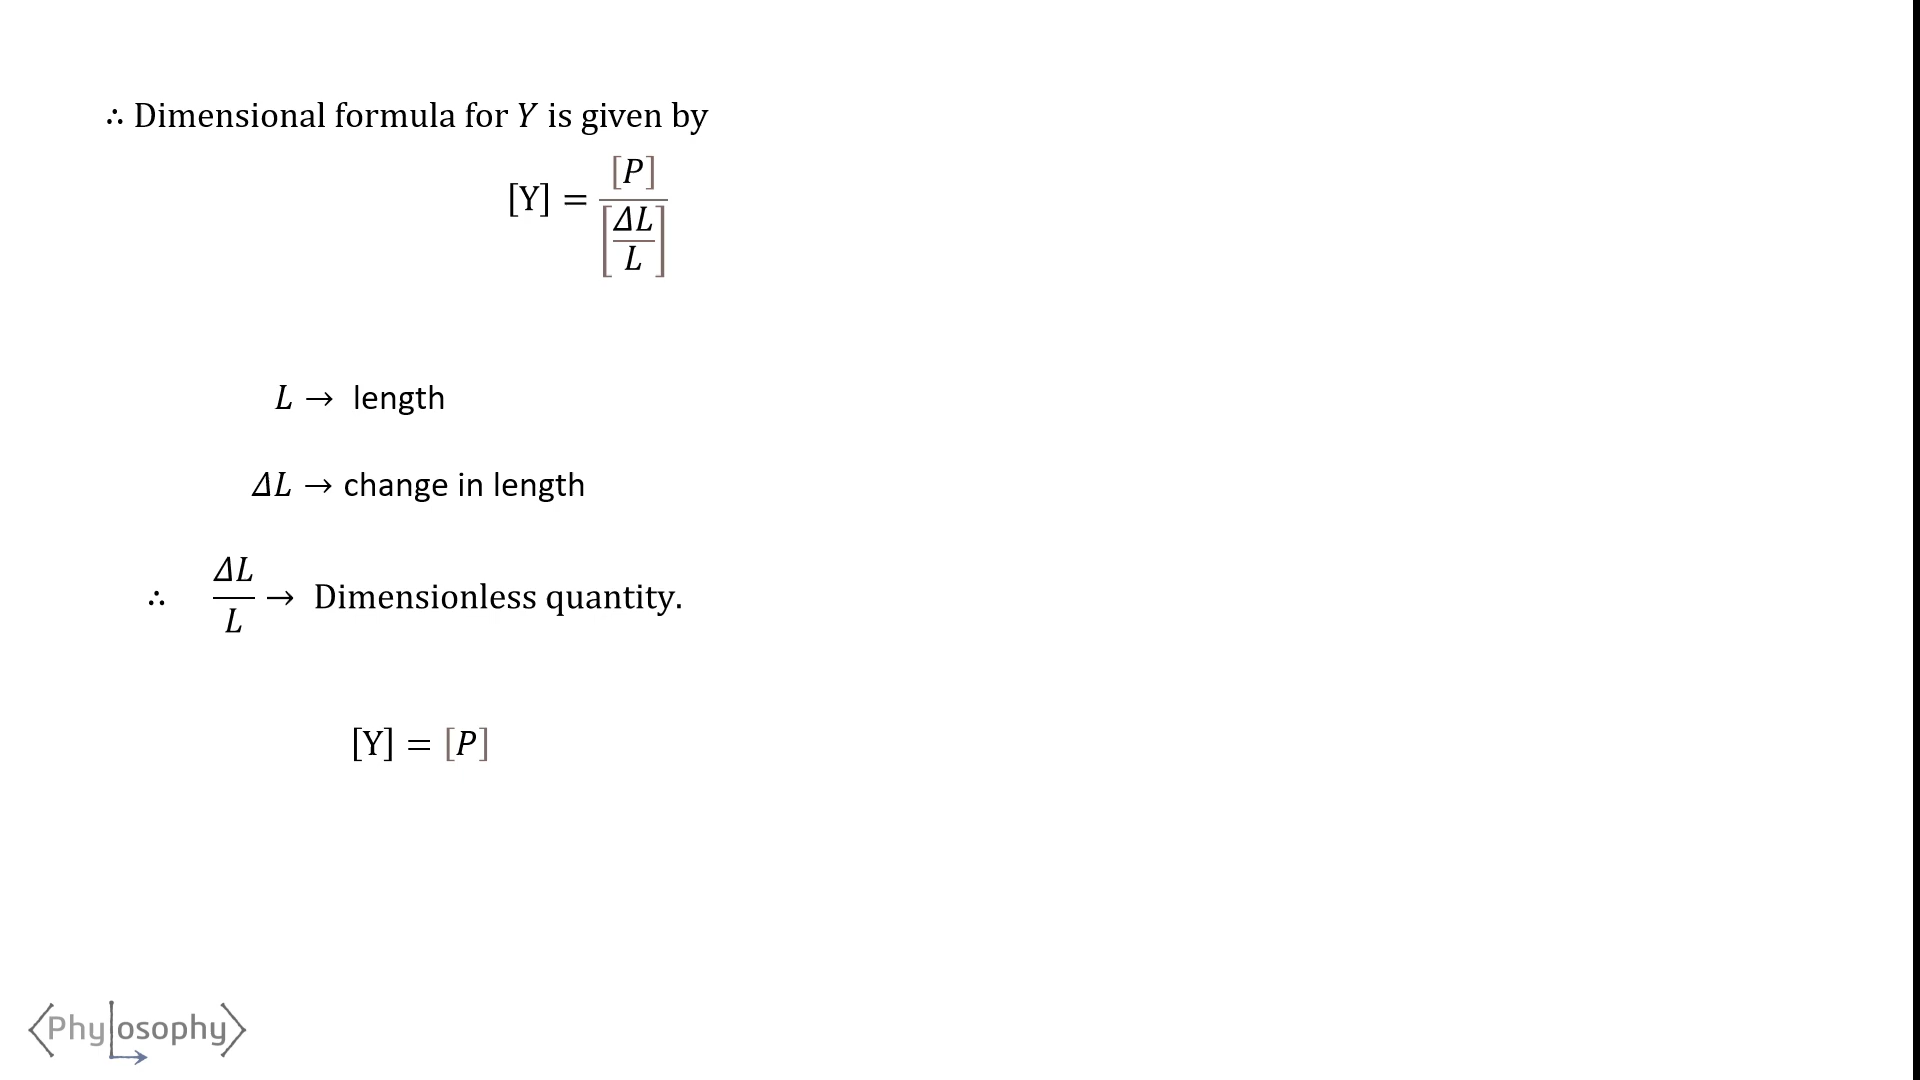 ∴ Dimensional formula for Y is given by
[Y] = [P] / [ΔL / L]
L → length
ΔL → change in length
∴ ΔL / L → Dimensionless quantity.
[Y] = [P]
Phylosophy